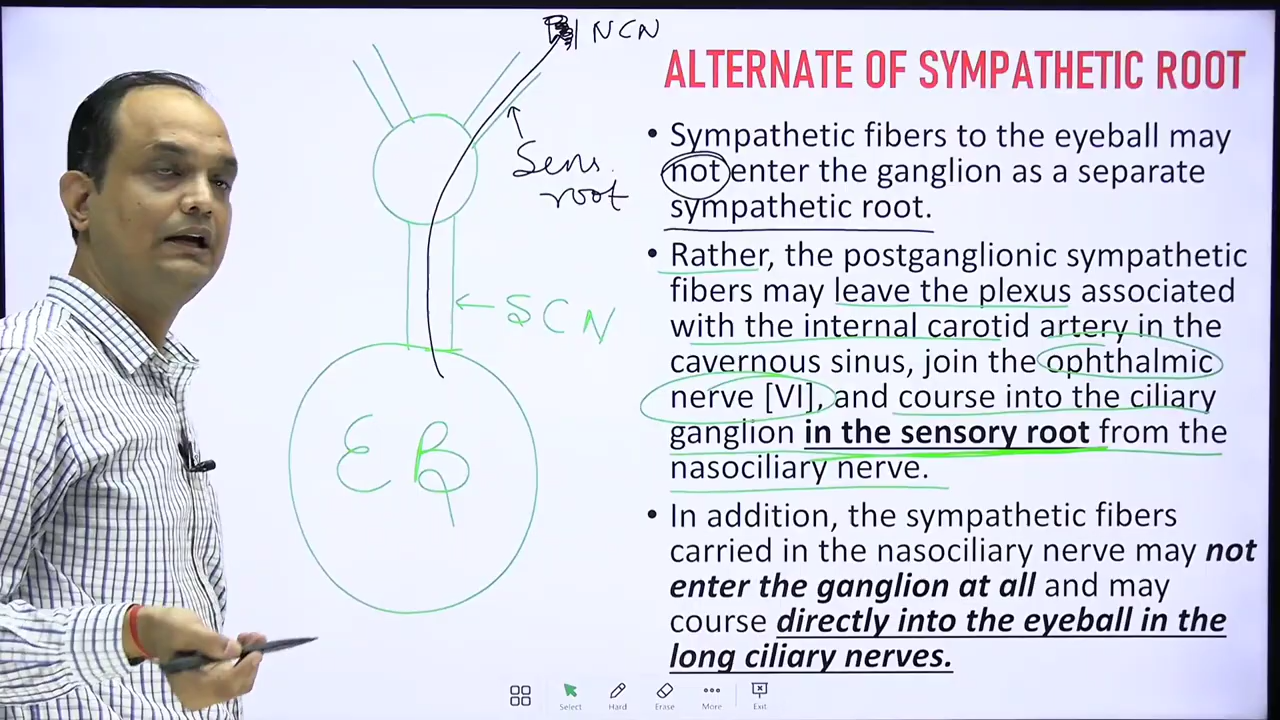 NCN
Sens.
root
SCN
EB
ALTERNATE OF SYMPATHETIC ROOT
• Sympathetic fibers to the eyeball may
not enter the ganglion as a separate
sympathetic root.
• Rather, the postganglionic sympathetic
fibers may leave the plexus associated
with the internal carotid artery in the
cavernous sinus, join the ophthalmic
nerve [VI], and course into the ciliary
ganglion in the sensory root from the
nasociliary nerve.
• In addition, the sympathetic fibers
carried in the nasociliary nerve may not
enter the ganglion at all and may
course directly into the eyeball in the
long ciliary nerves.
Select
Hard
Erase
More
Exit